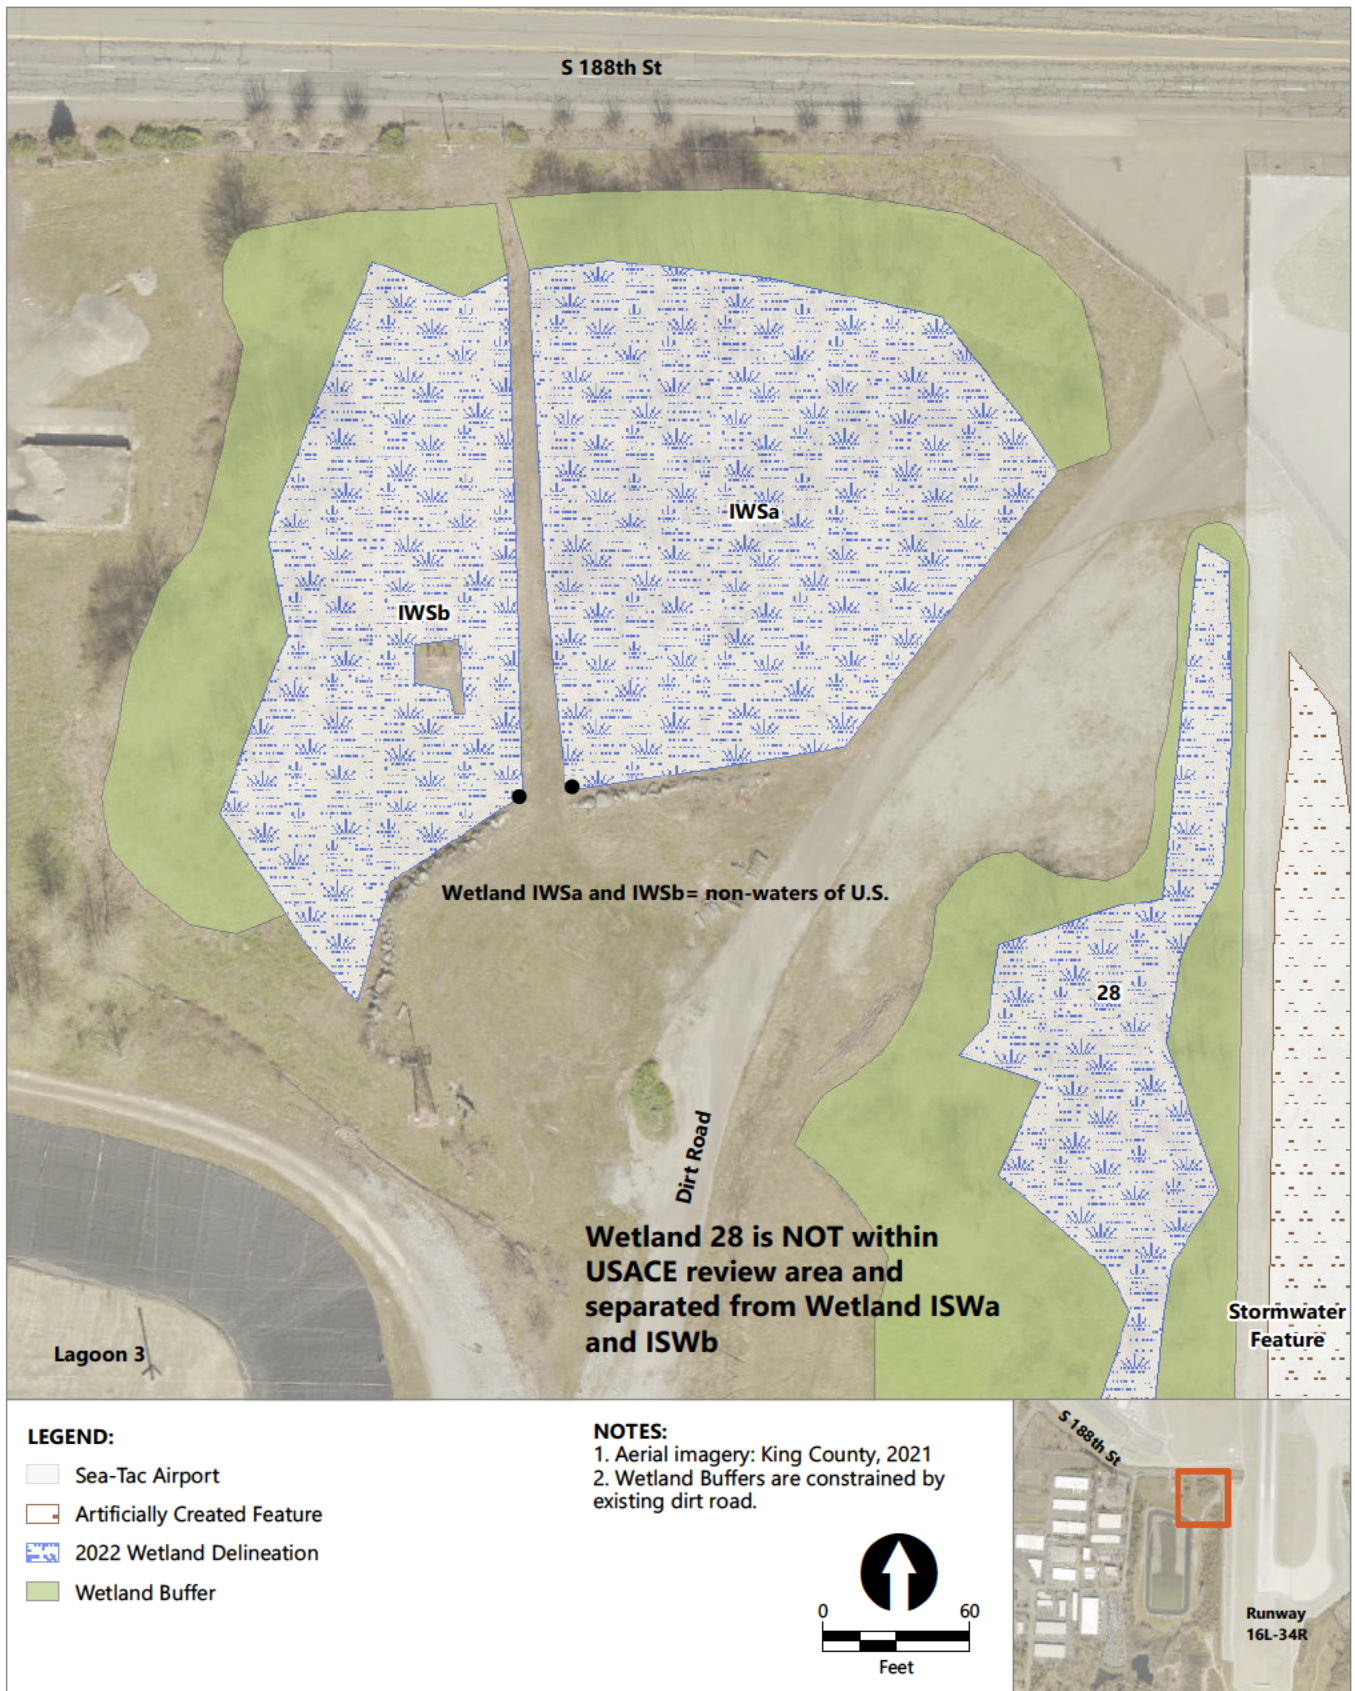 S 188th St
IWSa
IWSb
Wetland IWSa and IWSb= non-waters of U.S.
28
Dirt Road
Wetland 28 is NOT within
USACE review area and
separated from Wetland ISWa
and ISWb
Stormwater
Feature
Lagoon 3
LEGEND:
Sea-Tac Airport
Artificially Created Feature
2022 Wetland Delineation
Wetland Buffer
NOTES:
1. Aerial imagery: King County, 2021
2. Wetland Buffers are constrained by
existing dirt road.
0 60
Feet
S 188th St
Runway
16L-34R